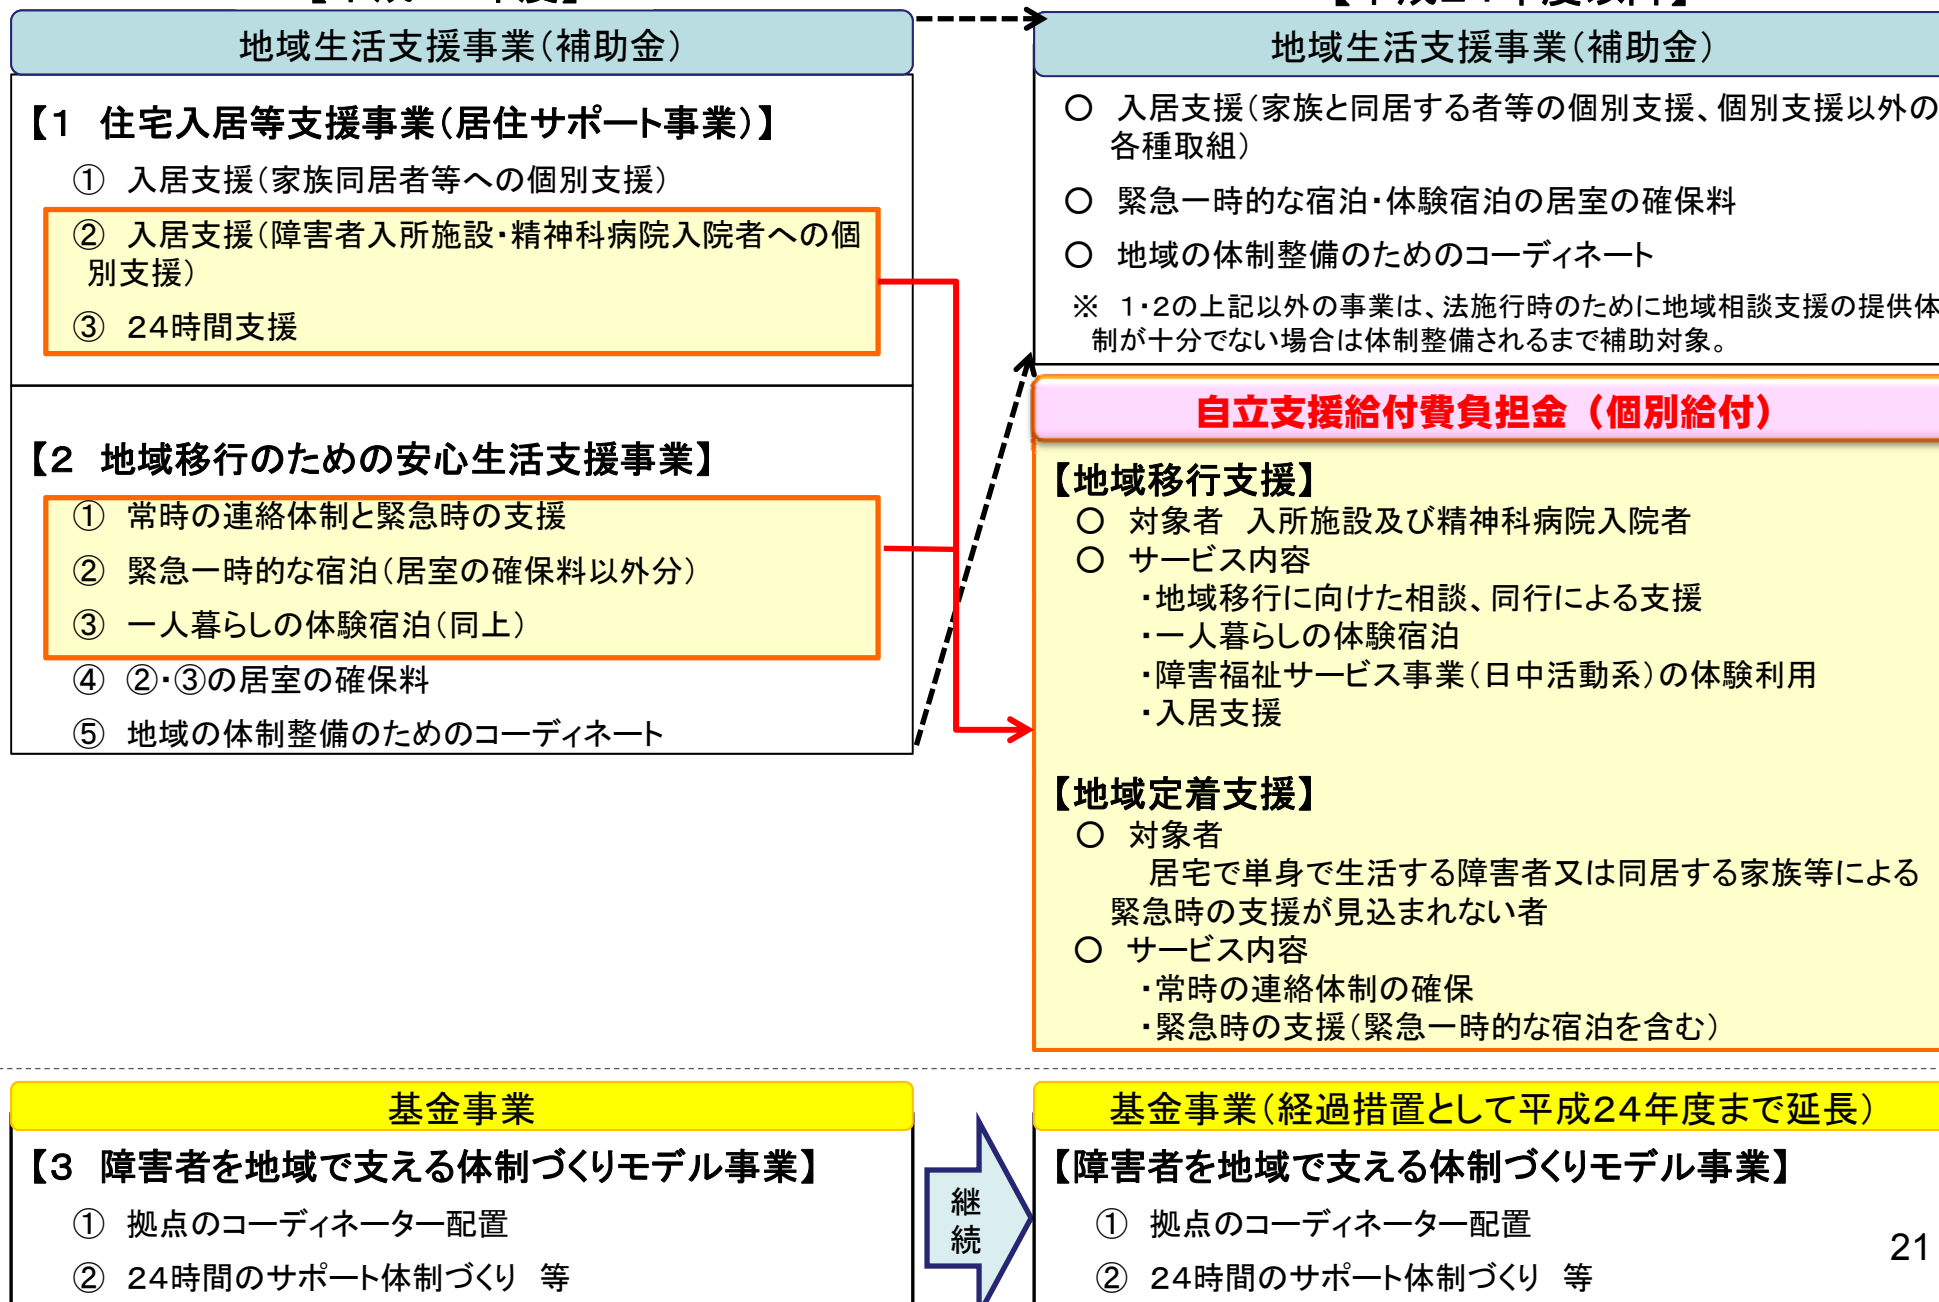 地域生活支援事業（補助金）
【１　住宅入居等支援事業（居住サポート事業）】
①　入居支援（家族同居者等への個別支援）
②　入居支援（障害者入所施設・精神科病院入院者への個
別支援）
③　２４時間支援
【２　地域移行のための安心生活支援事業】
①　常時の連絡体制と緊急時の支援
②　緊急一時的な宿泊（居室の確保料以外分）
③　一人暮らしの体験宿泊（同上）
④　②・③の居室の確保料
⑤　地域の体制整備のためのコーディネート
地域生活支援事業（補助金）
○　入居支援（家族と同居する者等の個別支援、個別支援以外の
各種取組）
○　緊急一時的な宿泊・体験宿泊の居室の確保料
○　地域の体制整備のためのコーディネート
※　１・２の上記以外の事業は、法施行時のために地域相談支援の提供体
制が十分でない場合は体制整備されるまで補助対象。
自立支援給付費負担金（個別給付）
【地域移行支援】
○　対象者　入所施設及び精神科病院入院者
○　サービス内容
・地域移行に向けた相談、同行による支援
・一人暮らしの体験宿泊
・障害福祉サービス事業（日中活動系）の体験利用
・入居支援
【地域定着支援】
○　対象者
居宅で単身で生活する障害者又は同居する家族等による
緊急時の支援が見込まれない者
○　サービス内容
・常時の連絡体制の確保
・緊急時の支援（緊急一時的な宿泊を含む）
基金事業
【３　障害者を地域で支える体制づくりモデル事業】
①　拠点のコーディネーター配置
②　２４時間のサポート体制づくり　等
継
続
基金事業（経過措置として平成２４年度まで延長）
【障害者を地域で支える体制づくりモデル事業】
①　拠点のコーディネーター配置
②　２４時間のサポート体制づくり　等
21